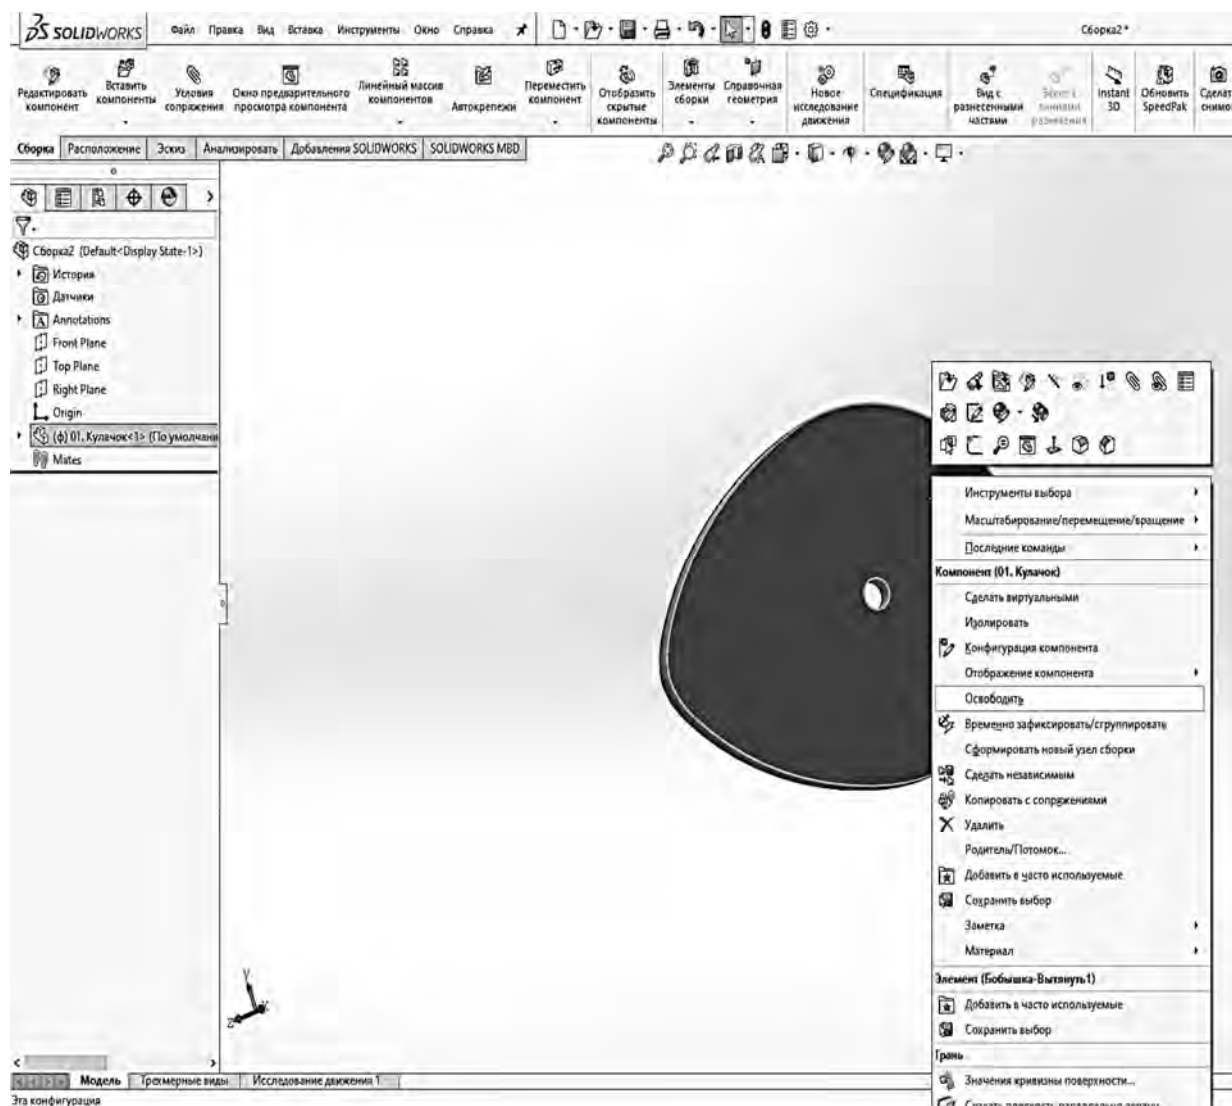 SOLIDWORKS Файл Правка Вид Вставка Инструменты Окно Справка Сборка2 *
Редактировать компонент
Вставить компоненты
Условия сопряжения
Окно предварительного просмотра компонента
Линейный массив компонентов
Автокрепежи
Переместить компонент
Отобразить скрытые компоненты
Элементы сборки
Справочная геометрия
Новое исследование движения
Спецификация
Вид с разнесенными частями
Instant 3D
Обновить SpeedPak
Сборка Расположение Эскиз Анализировать Добавления SOLIDWORKS SOLIDWORKS MBD
Сборка2 (Default<Display State-1>)
История
Датчики
Annotations
Front Plane
Top Plane
Right Plane
Origin
(ф) 01. Кулачок<1> (По умолчани
Mates
Инструменты выбора
Масштабирование/перемещение/вращение
Последние команды
Компонент (01. Кулачок)
Сделать виртуальными
Изолировать
Конфигурация компонента
Отображение компонента
Освободить
Временно зафиксировать/сгруппировать
Сформировать новый узел сборки
Сделать независимым
Копировать с сопряжениями
Удалить
Родитель/Потомок...
Добавить в часто используемые
Сохранить выбор
Заметка
Материал
Элемент (Бобышка-Вытянуть1)
Добавить в часто используемые
Сохранить выбор
Грань
Значения кривизны поверхности...
Y
Z
Модель Трехмерные виды Исследование движения 1
Эта конфигурация